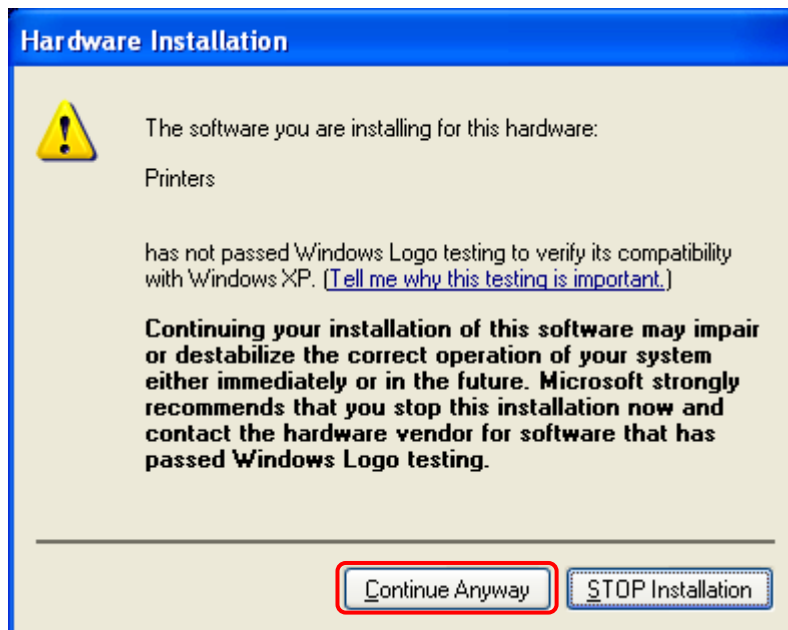 Hardware Installation
The software you are installing for this hardware:
Printers
has not passed Windows Logo testing to verify its compatibility
with Windows XP. (Tell me why this testing is important.)
Continuing your installation of this software may impair
or destabilize the correct operation of your system
either immediately or in the future. Microsoft strongly
recommends that you stop this installation now and
contact the hardware vendor for software that has
passed Windows Logo testing.
Continue Anyway
STOP Installation